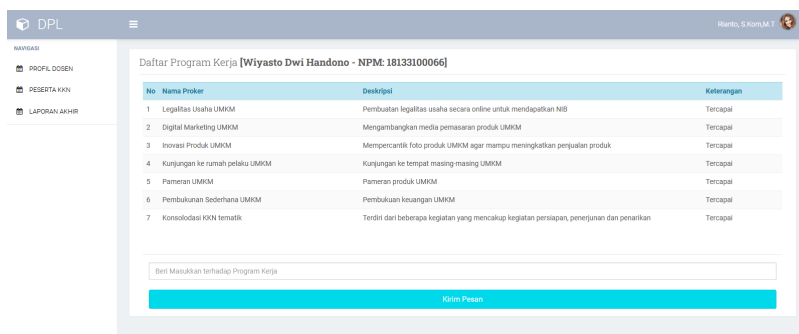 DPL
Rianto, S.Kom,M.T
NAVIGASI
PROFIL DOSEN
PESERTA KKN
LAPORAN AKHIR
Daftar Program Kerja [Wiyasto Dwi Handono - NPM: 18133100066]
No Nama Proker Deskripsi Keterangan
1 Legalitas Usaha UMKM Pembuatan legalitas usaha secara online untuk mendapatkan NIB Tercapai
2 Digital Marketing UMKM Mengambangkan media pemasaran produk UMKM Tercapai
3 Inovasi Produk UMKM Mempercantik foto produk UMKM agar mampu meningkatkan penjualan produk Tercapai
4 Kunjungan ke rumah pelaku UMKM Kunjungan ke tempat masing-masing UMKM Tercapai
5 Pameran UMKM Pameran produk UMKM Tercapai
6 Pembukunan Sederhana UMKM Pembukuan keuangan UMKM Tercapai
7 Konsolodasi KKN tematik Terdiri dari beberapa kegiatan yang mencakup kegiatan persiapan, penerjunan dan penarikan Tercapai
Beri Masukkan terhadap Program Kerja
Kirim Pesan